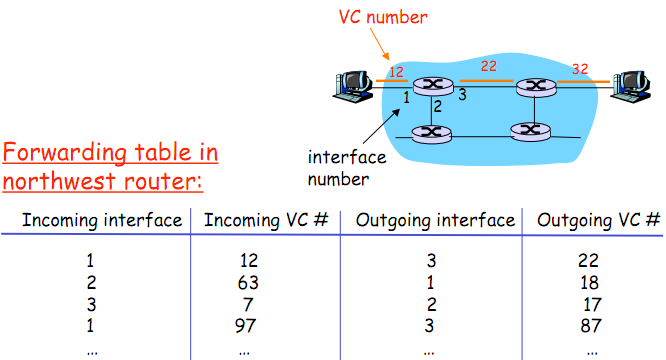 VC number
12
22
32
1
2
3
interface
number
Forwarding table in
northwest router:
Incoming interface Incoming VC # Outgoing interface Outgoing VC #
1 12 3 22
2 63 1 18
3 7 2 17
1 97 3 87
... ... ... ...